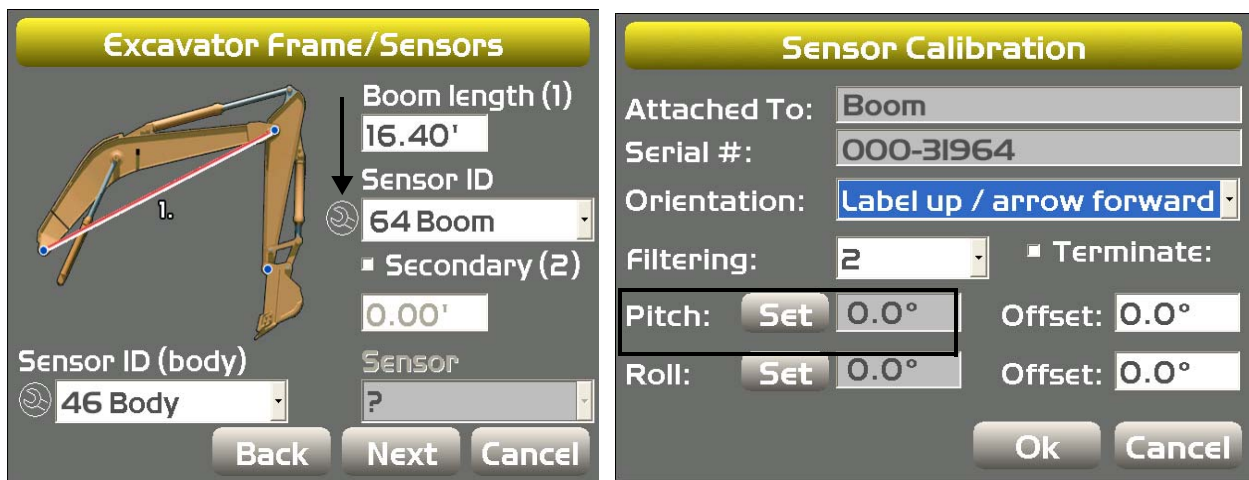 Excavator Frame/Sensors
Boom length (1)
16.40'
Sensor ID
64 Boom
Secondary (2)
0.00'
1.
Sensor ID (body)
46 Body
Sensor
?
Back Next Cancel
Sensor Calibration
Attached To: Boom
Serial #: 000-31964
Orientation: Label up / arrow forward
Filtering: 2 Terminate:
Pitch: Set 0.0° Offset: 0.0°
Roll: Set 0.0° Offset: 0.0°
Ok Cancel